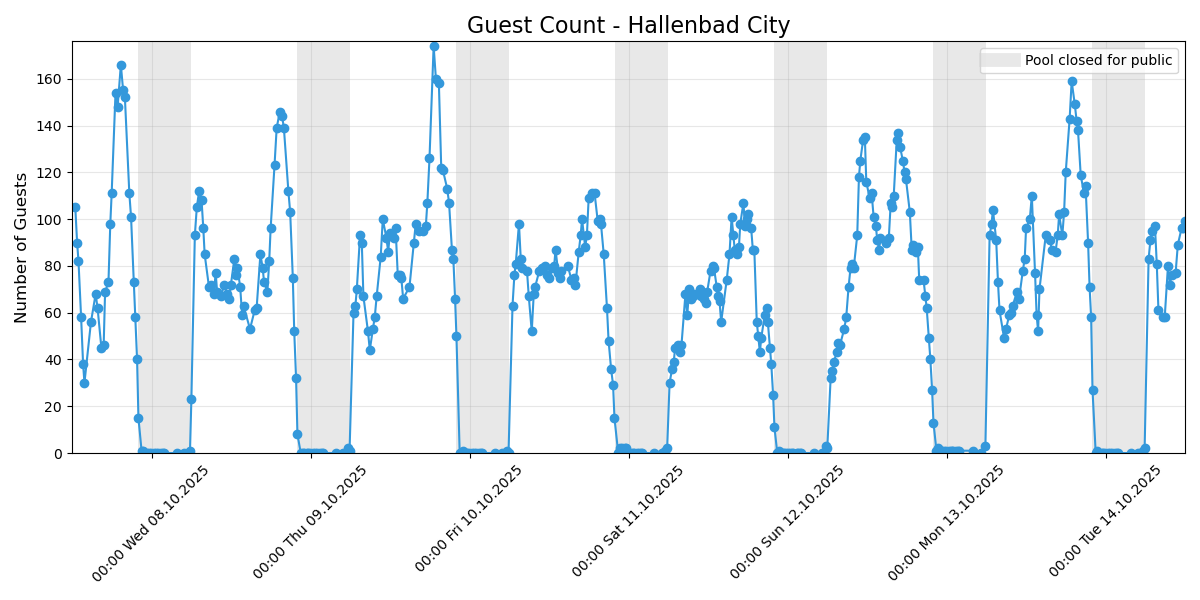 Guest Count - Hallenbad City
Pool closed for public
Number of Guests
160
140
120
100
80
60
40
20
0
00:00 Wed 08.10.2025
00:00 Thu 09.10.2025
00:00 Fri 10.10.2025
00:00 Sat 11.10.2025
00:00 Sun 12.10.2025
00:00 Mon 13.10.2025
00:00 Tue 14.10.2025